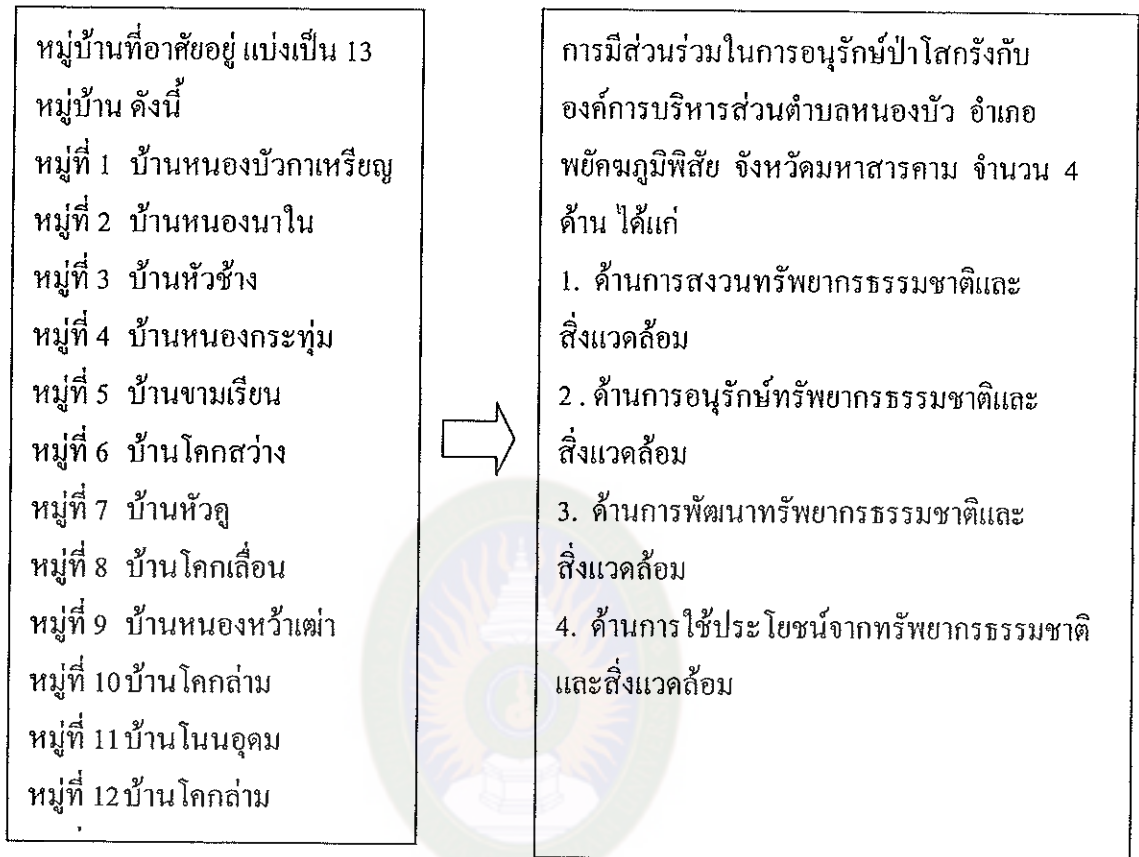 หมู่บ้านที่อาศัยอยู่ แบ่งเป็น 13
หมู่บ้าน ดังนี้
หมู่ที่ 1 บ้านหนองบัวกาเหรียญ
หมู่ที่ 2 บ้านหนองนาใน
หมู่ที่ 3 บ้านหัวช้าง
หมู่ที่ 4 บ้านหนองกระทุ่ม
หมู่ที่ 5 บ้านขามเรียน
หมู่ที่ 6 บ้านโคกสว่าง
หมู่ที่ 7 บ้านหัวดู
หมู่ที่ 8 บ้านโคกเลื่อน
หมู่ที่ 9 บ้านหนองหว้าเฒ่า
หมู่ที่ 10 บ้านโคกล่าม
หมู่ที่ 11 บ้านโนนอุดม
หมู่ที่ 12 บ้านโคกล่าม
การมีส่วนร่วมในการอนุรักษ์ป่าโสกรังกับ
องค์การบริหารส่วนตำบลหนองบัว อำเภอ
พยัคฆภูมิพิสัย จังหวัดมหาสารคาม จำนวน 4
ด้าน ได้แก่
1. ด้านการสงวนทรัพยากรธรรมชาติและ
สิ่งแวดล้อม
2 . ด้านการอนุรักษ์ทรัพยากรธรรมชาติและ
สิ่งแวดล้อม
3. ด้านการพัฒนาทรัพยากรธรรมชาติและ
สิ่งแวดล้อม
4. ด้านการใช้ประโยชน์จากทรัพยากรธรรมชาติ
และสิ่งแวดล้อม